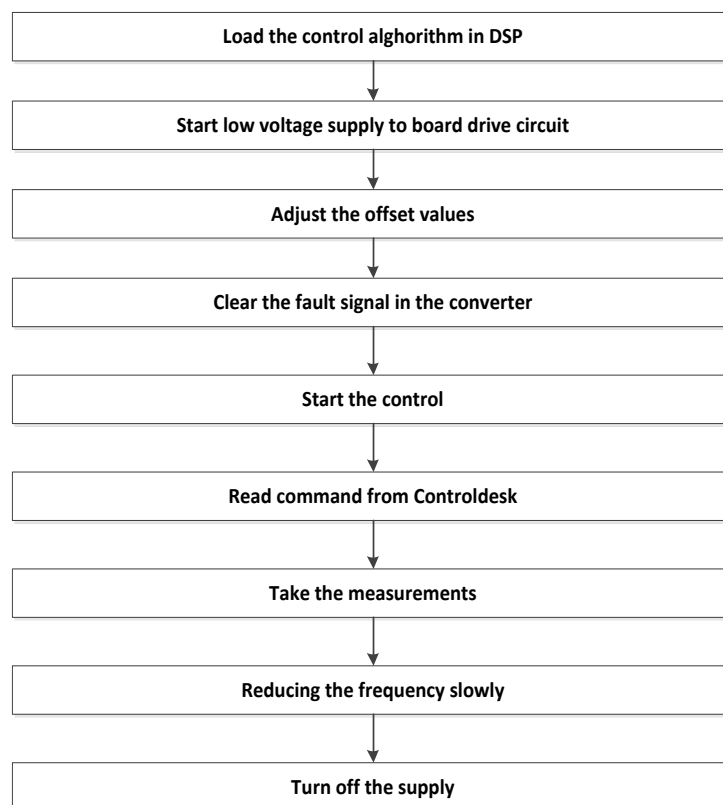 Load the control alghorithm in DSP
Start low voltage supply to board drive circuit
Adjust the offset values
Clear the fault signal in the converter
Start the control
Read command from Controldesk
Take the measurements
Reducing the frequency slowly
Turn off the supply